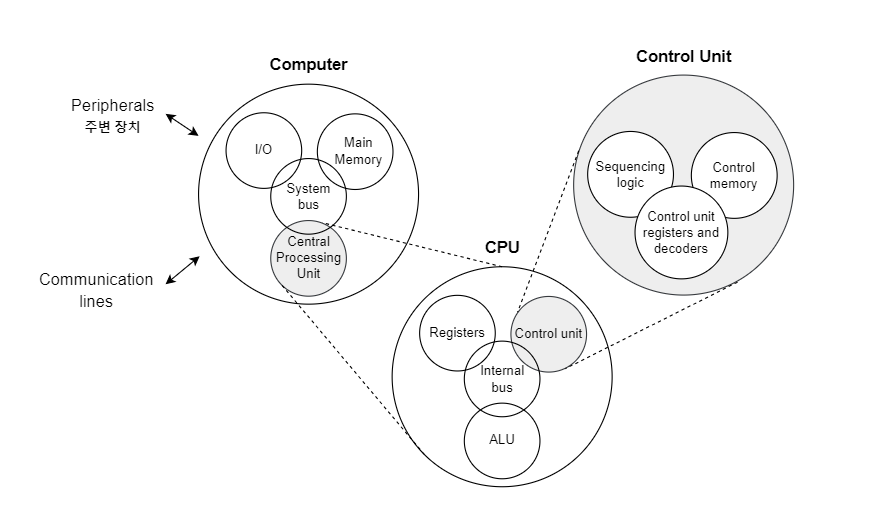 Computer
Peripherals
주변 장치
I/O
Main
Memory
System
bus
Central
Processing
Unit
Communication
lines
Control Unit
Sequencing
logic
Control
memory
Control unit
registers and
decoders
CPU
Registers
Control unit
Internal
bus
ALU